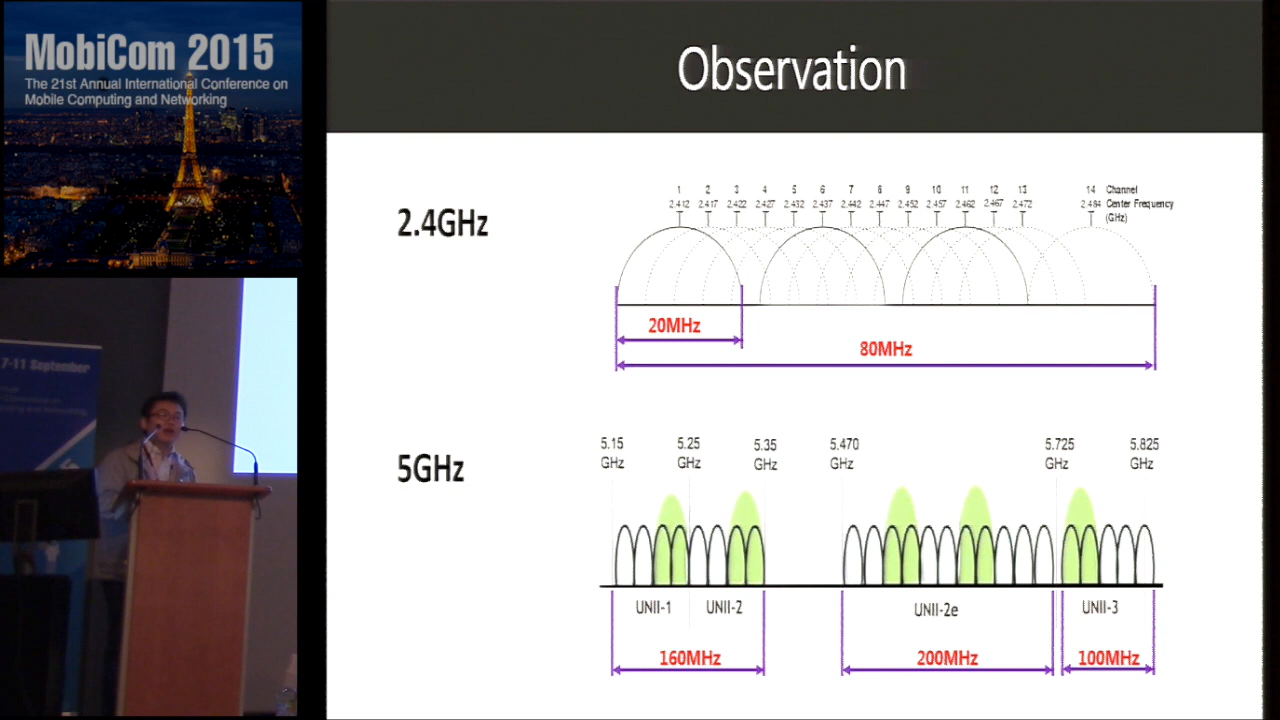 MobiCom 2015
The 21st Annual International Conference on
Mobile Computing and Networking
7-11 September
Observation
2.4GHz
1 2 3 4 5 6 7 8 9 10 11 12 13 14 Channel
2.412 2.417 2.422 2.427 2.432 2.437 2.442 2.447 2.452 2.457 2.462 2.467 2.472 2.484 Center Frequency
(GHz)
20MHz
80MHz
5GHz
5.15 5.25 5.35 5.470 5.725 5.825
GHz GHz GHz GHz GHz GHz
UNII-1 UNII-2 UNII-2e UNII-3
160MHz 200MHz 100MHz